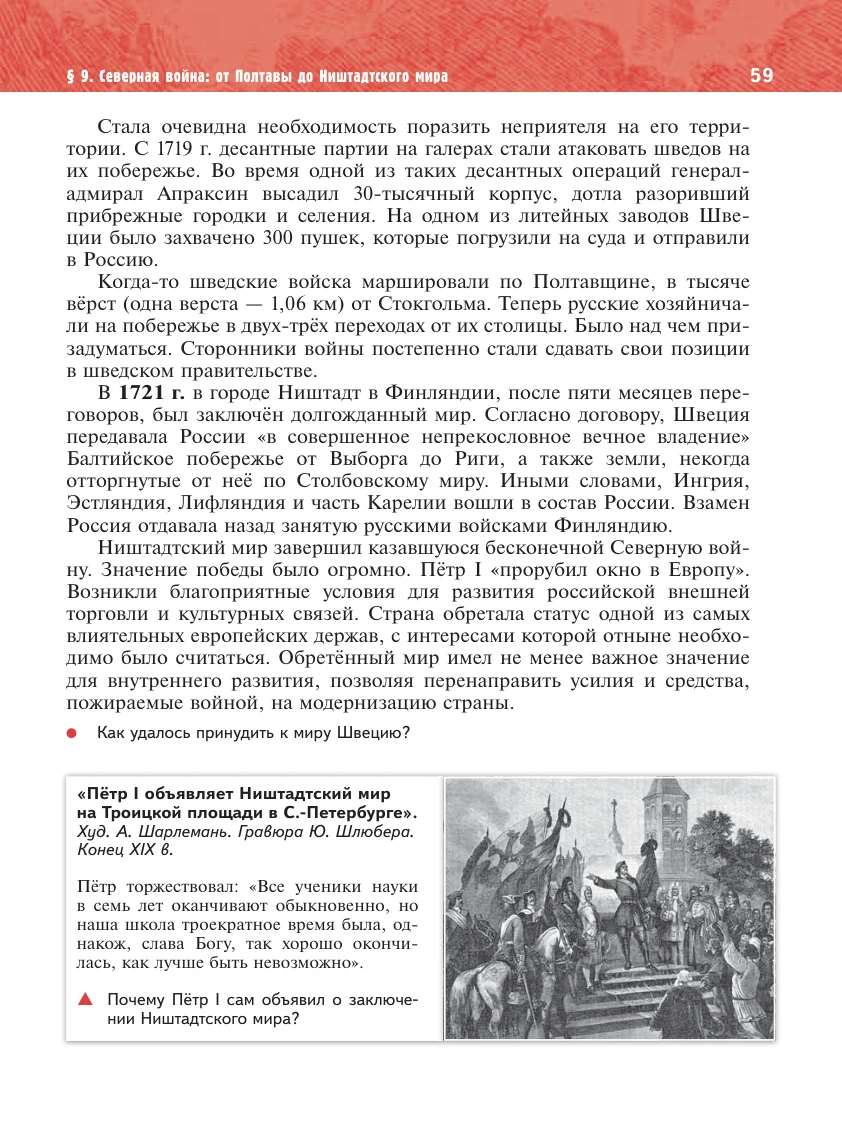 § 9. Северная война: от Полтавы до Ништадтского мира 59
Стала очевидна необходимость поразить неприятеля на его терри-
тории. С 1719 г. десантные партии на галерах стали атаковать шведов на
их побережье. Во время одной из таких десантных операций генерал-
адмирал Апраксин высадил 30-тысячный корпус, дотла разоривший
прибрежные городки и селения. На одном из литейных заводов Шве-
ции было захвачено 300 пушек, которые погрузили на суда и отправили
в Россию.
Когда-то шведские войска маршировали по Полтавщине, в тысяче
вёрст (одна верста — 1,06 км) от Стокгольма. Теперь русские хозяйнича-
ли на побережье в двух-трёх переходах от их столицы. Было над чем при-
задуматься. Сторонники войны постепенно стали сдавать свои позиции
в шведском правительстве.
В 1721 г. в городе Ништадт в Финляндии, после пяти месяцев пере-
говоров, был заключён долгожданный мир. Согласно договору, Швеция
передавала России «в совершенное непрекословное вечное владение»
Балтийское побережье от Выборга до Риги, а также земли, некогда
отторгнутые от неё по Столбовскому миру. Иными словами, Ингрия,
Эстляндия, Лифляндия и часть Карелии вошли в состав России. Взамен
Россия отдавала назад занятую русскими войсками Финляндию.
Ништадтский мир завершил казавшуюся бесконечной Северную вой-
ну. Значение победы было огромно. Пётр I «прорубил окно в Европу».
Возникли благоприятные условия для развития российской внешней
торговли и культурных связей. Страна обретала статус одной из самых
влиятельных европейских держав, с интересами которой отныне необхо-
димо было считаться. Обретённый мир имел не менее важное значение
для внутреннего развития, позволяя перенаправить усилия и средства,
пожираемые войной, на модернизацию страны.
● Как удалось принудить к миру Швецию?
«Пётр I объявляет Ништадтский мир
на Троицкой площади в С.-Петербурге».
Худ. А. Шарлемань. Гравюра Ю. Шлюбера.
Конец XIX в.
Пётр торжествовал: «Все ученики науки
в семь лет оканчивают обыкновенно, но
наша школа троекратное время была, од-
накож, слава Богу, так хорошо окончи-
лась, как лучше быть невозможно».
▲ Почему Пётр I сам объявил о заключе-
нии Ништадтского мира?